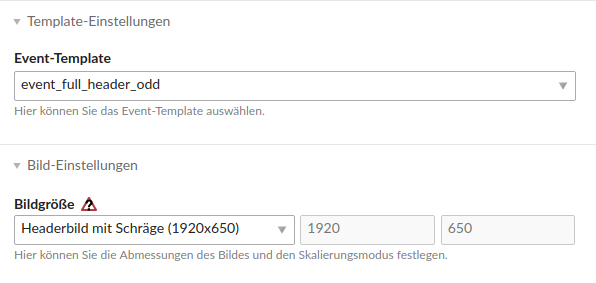 Template-Einstellungen
Event-Template
event_full_header_odd
Hier können Sie das Event-Template auswählen.
Bild-Einstellungen
Bildgröße
Headerbild mit Schräge (1920x650) 1920 650
Hier können Sie die Abmessungen des Bildes und den Skalierungsmodus festlegen.